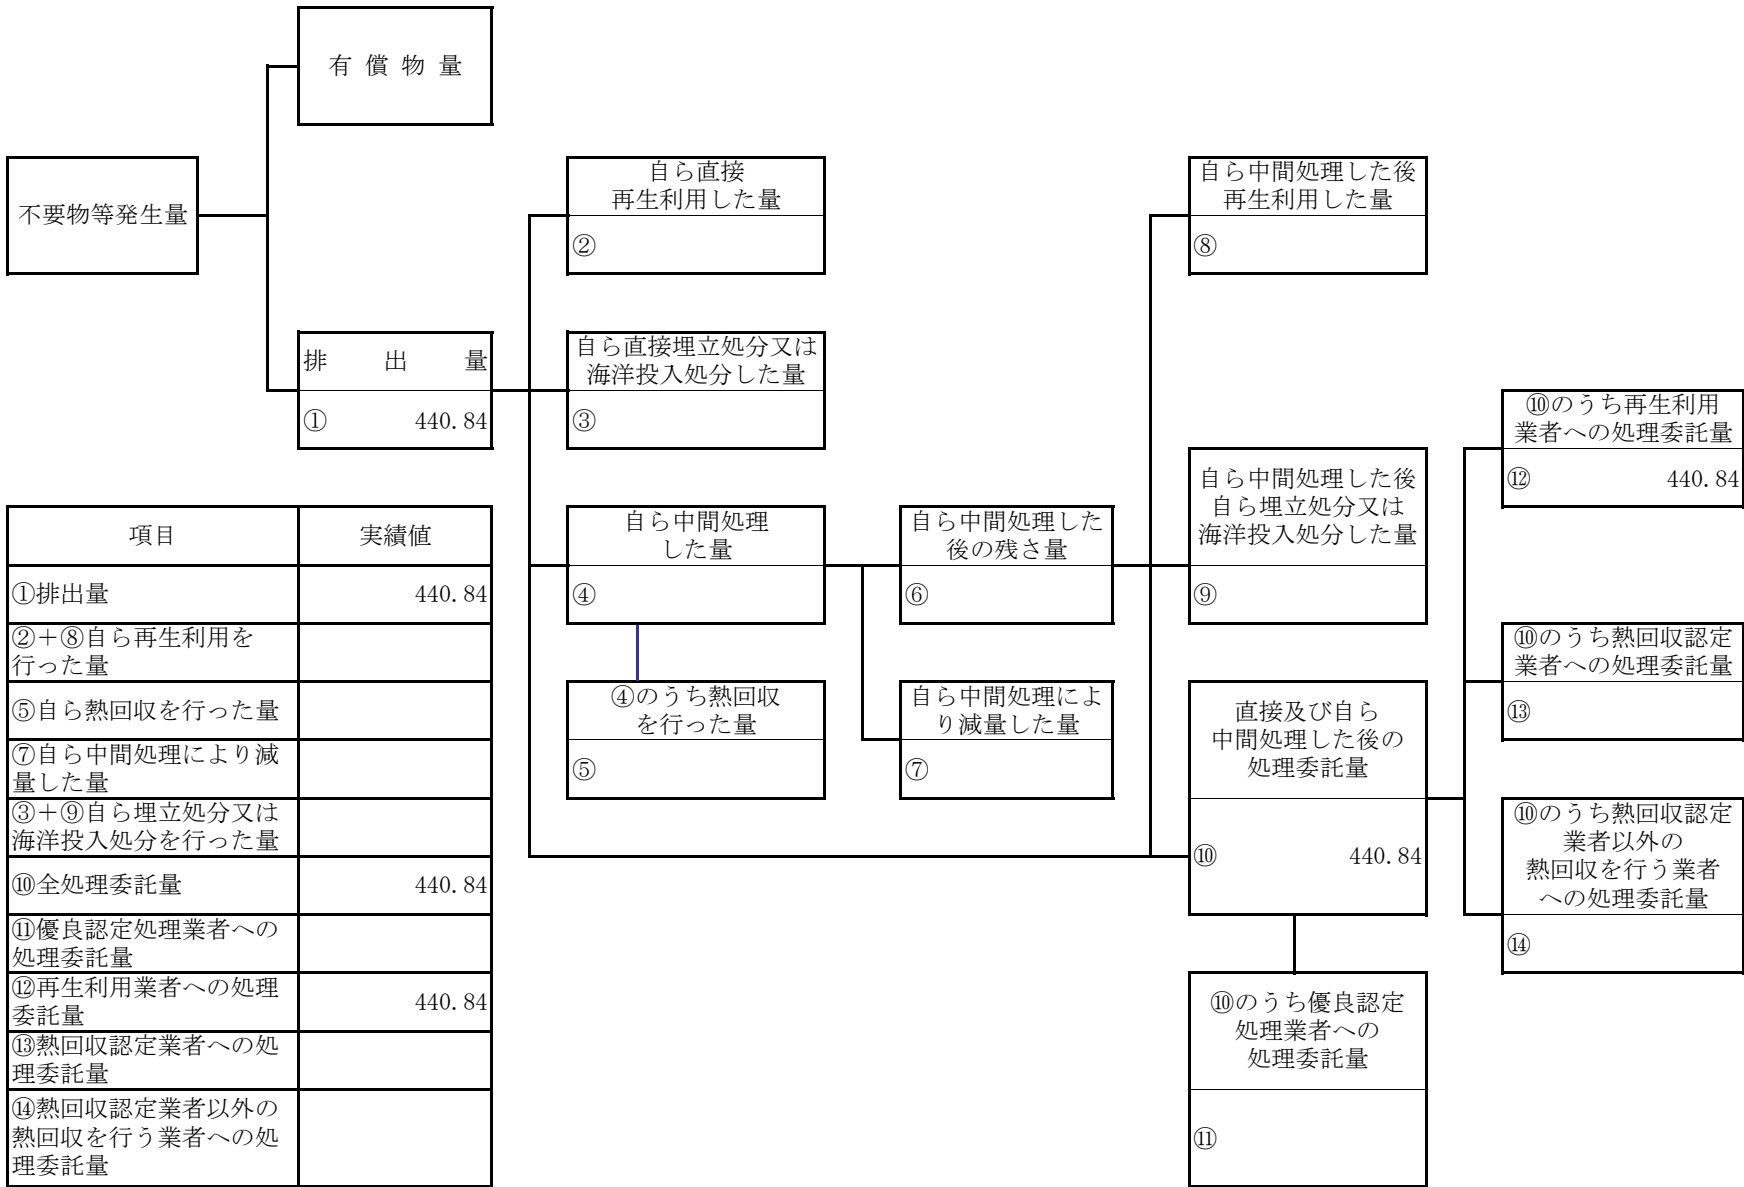 有 償 物 量
不要物等発生量
自ら直接
再生利用した量
②
自ら中間処理した後
再生利用した量
⑧
排 出 量
① 440.84
自ら直接埋立処分又は
海洋投入処分した量
③
⑩のうち再生利用
業者への処理委託量
⑫ 440.84
自ら中間処理した後
自ら埋立処分又は
海洋投入処分した量
⑨
自ら中間処理
した量
④
自ら中間処理した
後の残さ量
⑥
⑩のうち熱回収認定
業者への処理委託量
⑬
④のうち熱回収
を行った量
⑤
自ら中間処理によ
り減量した量
⑦
直接及び自ら
中間処理した後の
処理委託量
⑩ 440.84
⑩のうち熱回収認定
業者以外の
熱回収を行う業者
への処理委託量
⑭
⑩のうち優良認定
処理業者への
処理委託量
⑪
項目 実績値
①排出量 440.84
②＋⑧自ら再生利用を
行った量
⑤自ら熱回収を行った量
⑦自ら中間処理により減
量した量
③＋⑨自ら埋立処分又は
海洋投入処分を行った量
⑩全処理委託量 440.84
⑪優良認定処理業者への
処理委託量
⑫再生利用業者への処理
委託量 440.84
⑬熱回収認定業者への処
理委託量
⑭熱回収認定業者以外の
熱回収を行う業者への処
理委託量